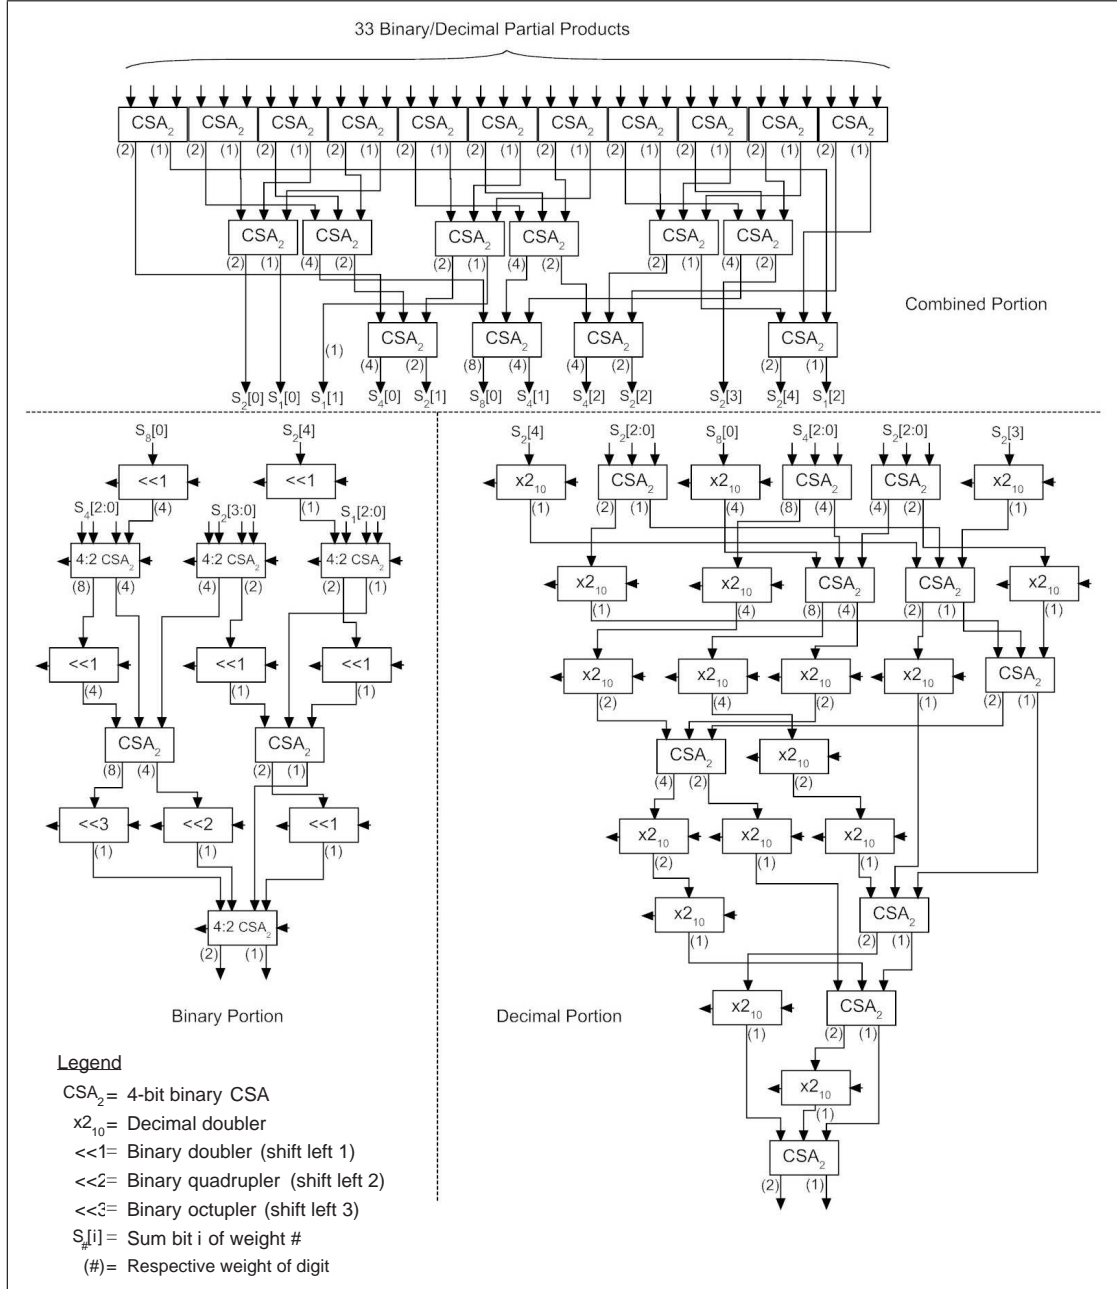 33 Binary/Decimal Partial Products
CSA₂ CSA₂ CSA₂ CSA₂ CSA₂ CSA₂ CSA₂ CSA₂ CSA₂ CSA₂ CSA₂
(2) (1) (2) (1) (2) (1) (2) (1) (2) (1) (2) (1) (2) (1) (2) (1) (2) (1) (2) (1) (2) (1)
CSA₂ CSA₂ CSA₂ CSA₂ CSA₂ CSA₂
(2) (1) (4) (2) (2) (1) (4) (2) (2) (1) (4) (2)
Combined Portion
CSA₂ CSA₂ CSA₂ CSA₂
(1) (4) (2) (8) (4) (4) (2) (2) (1)
S₂[0] S₁[0] S₁[1] S₄[0] S₂[1] S₈[0] S₄[1] S₄[2] S₂[2] S₂[3] S₂[4] S₁[2]
S₈[0] S₂[4]
<<1 <<1
(4) (1)
S₄[2:0] S₂[3:0] S₁[2:0]
4:2 CSA₂ 4:2 CSA₂ 4:2 CSA₂
(8) (4) (4) (2) (2) (1)
<<1 <<1 <<1
(4) (1) (1)
CSA₂ CSA₂
(8) (4) (2) (1)
<<3 <<2 <<1
(1) (1) (1)
4:2 CSA₂
(2) (1)
Binary Portion
S₂[4] S₂[2:0] S₈[0] S₄[2:0] S₂[2:0] S₂[3]
x2₁₀ CSA₂ x2₁₀ CSA₂ CSA₂ x2₁₀
(1) (2) (1) (4) (8) (4) (4) (2) (1)
x2₁₀ x2₁₀ CSA₂ CSA₂ x2₁₀
(1) (4) (8) (4) (2) (1) (1)
x2₁₀ x2₁₀ x2₁₀ x2₁₀ CSA₂
(2) (4) (2) (1) (2) (1)
CSA₂ x2₁₀
(4) (2) (2)
x2₁₀ x2₁₀ x2₁₀
(2) (1) (1)
x2₁₀ CSA₂
(1) (2) (1)
x2₁₀ CSA₂
(1) (2) (1)
x2₁₀
(1)
CSA₂
(2) (1)
Decimal Portion
Legend
CSA₂= 4-bit binary CSA
x2₁₀= Decimal doubler
<<1= Binary doubler (shift left 1)
<<2= Binary quadrupler (shift left 2)
<<3= Binary octupler (shift left 3)
S#[i]= Sum bit i of weight #
(#)= Respective weight of digit